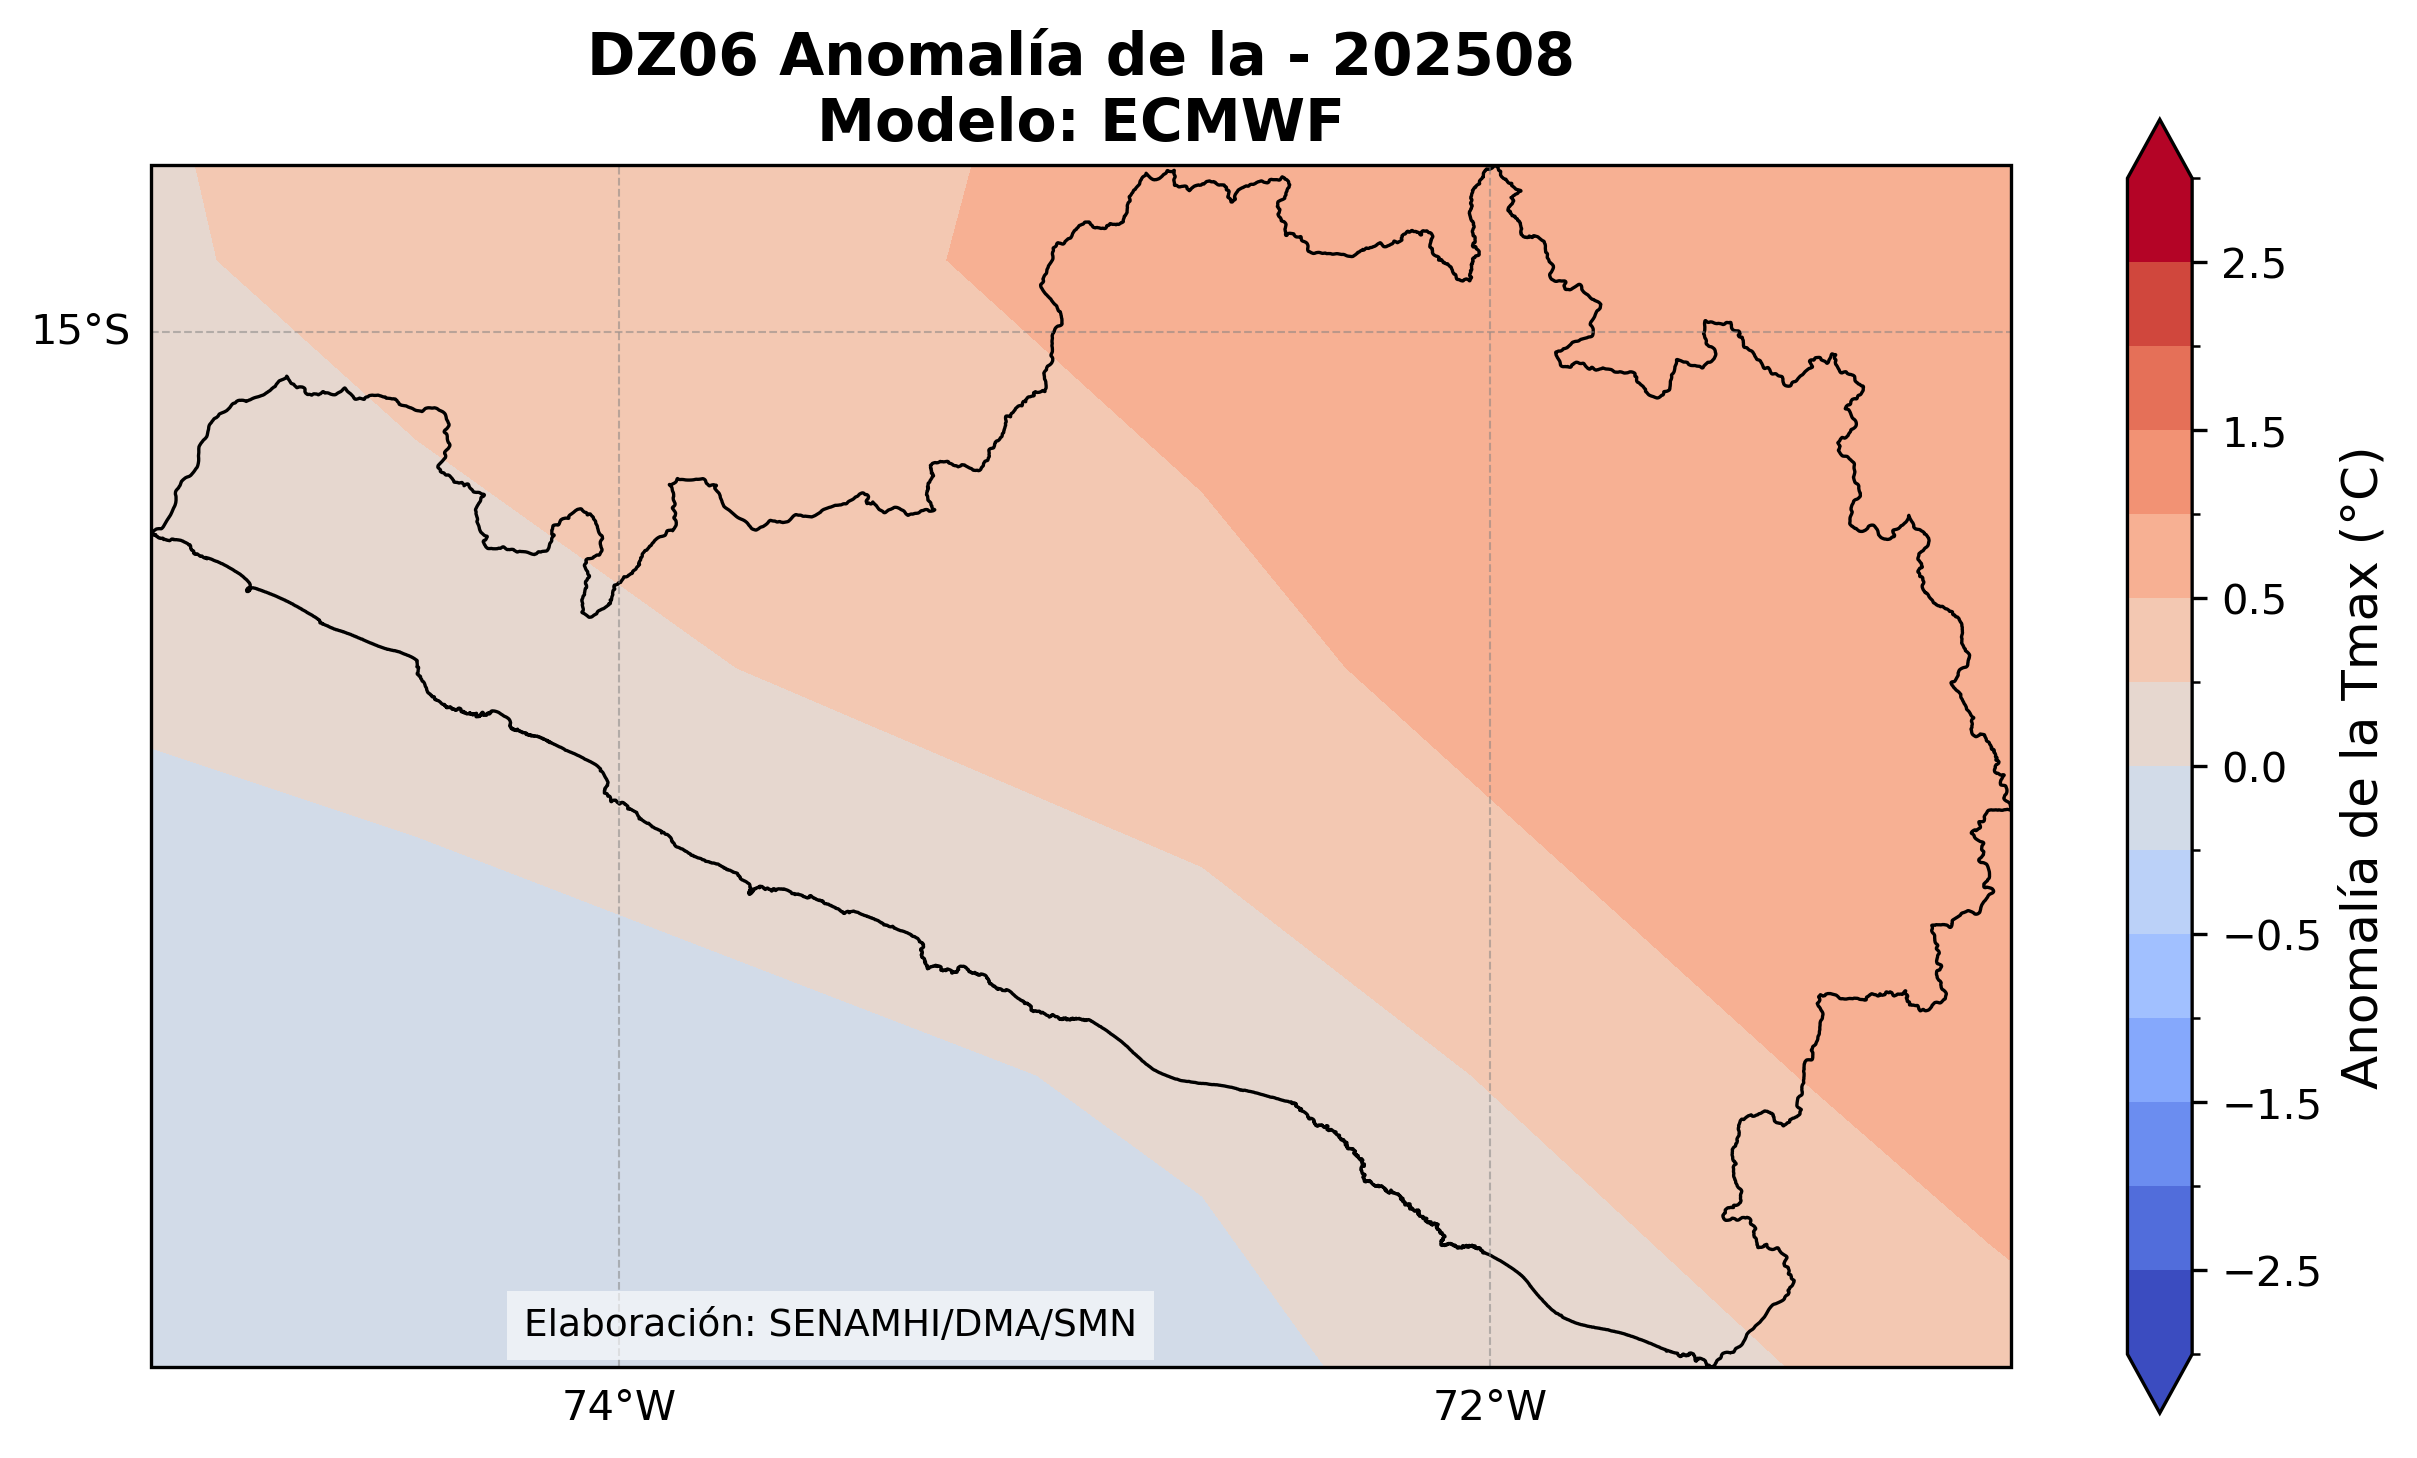 DZ06 Anomalía de la - 202508
Modelo: ECMWF
15°S
74°W
72°W
Elaboración: SENAMHI/DMA/SMN
2.5
1.5
0.5
0.0
−0.5
−1.5
−2.5
Anomalía de la Tmax (°C)